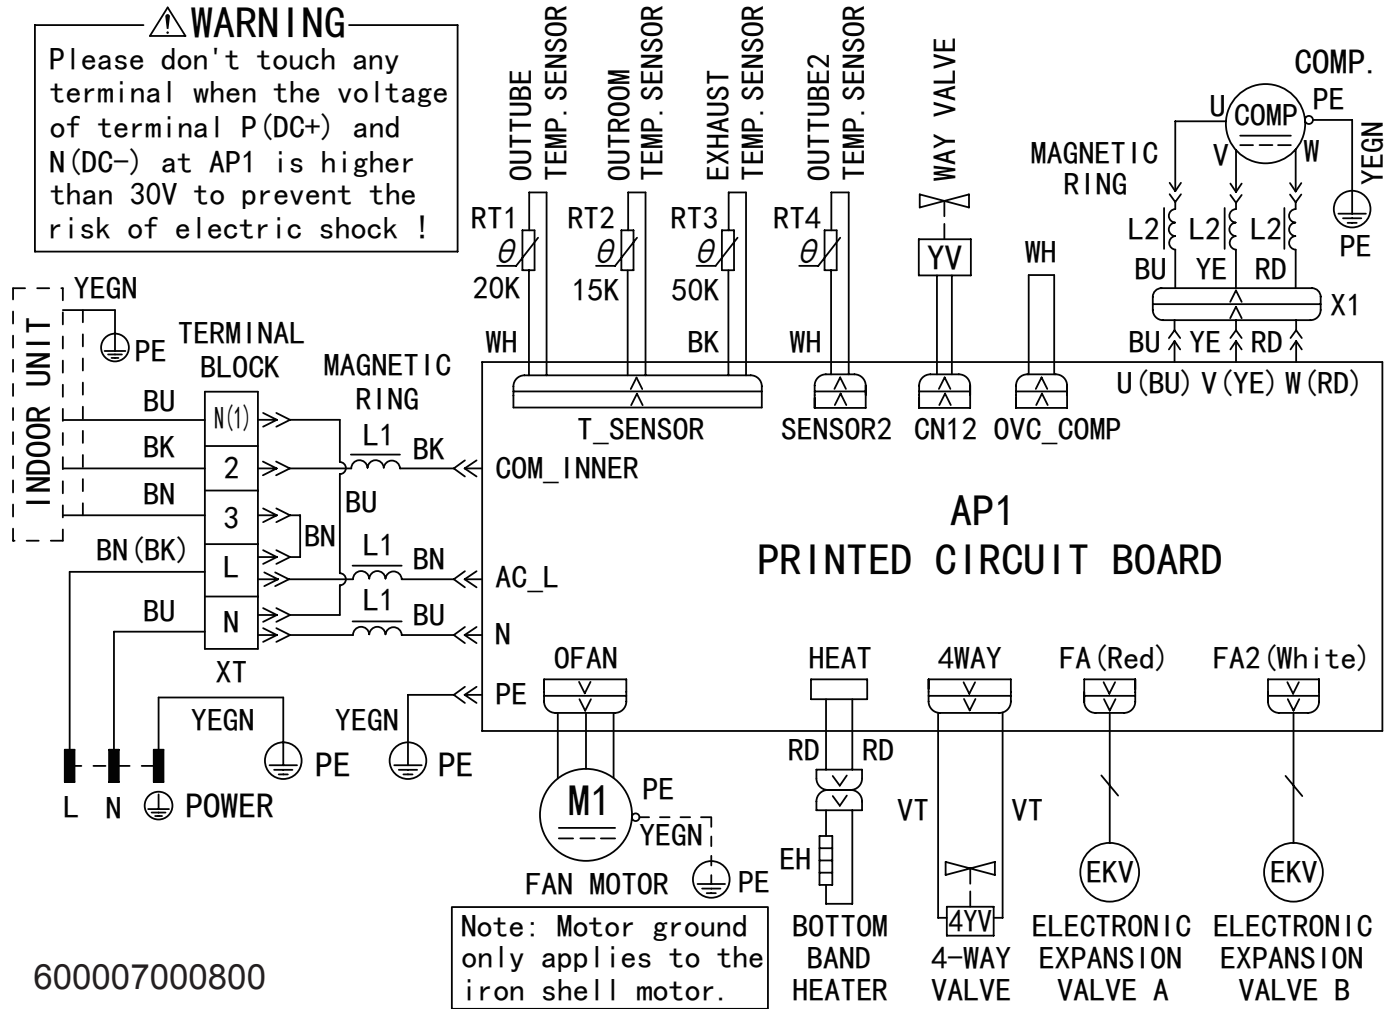 WARNING
Please don't touch any
terminal when the voltage
of terminal P(DC+) and
N(DC-) at AP1 is higher
than 30V to prevent the
risk of electric shock !
OUTTUBE
TEMP. SENSOR
OUTROOM
TEMP. SENSOR
EXHAUST
TEMP. SENSOR
OUTTUBE2
TEMP. SENSOR
WAY VALVE
COMP.
U
COMP
PE
V
W
YEGN
MAGNETIC
RING
RT1
θ
20K
RT2
θ
15K
RT3
θ
50K
RT4
θ
YV
WH
L2
L2
L2
PE
BU
YE
RD
X1
WH
BK
WH
BU
YE
RD
U(BU)
V(YE)
W(RD)
T_SENSOR
SENSOR2
CN12
OVC_COMP
YEGN
PE
INDOOR UNIT
TERMINAL
BLOCK
MAGNETIC
RING
BU
N(1)
BK
2
L1
BK
COM_INNER
BN
3
BU
BN
BN(BK)
L
L1
BN
AC_L
BU
N
L1
BU
N
XT
AP1
PRINTED CIRCUIT BOARD
YEGN
YEGN
PE
PE
PE
L
N
POWER
OFAN
HEAT
4WAY
FA(Red)
FA2(White)
M1
PE
YEGN
PE
FAN MOTOR
RD
RD
EH
VT
VT
4YV
EKV
EKV
BOTTOM
BAND
HEATER
4-WAY
VALVE
ELECTRONIC
EXPANSION
VALVE A
ELECTRONIC
EXPANSION
VALVE B
Note: Motor ground
only applies to the
iron shell motor.
600007000800